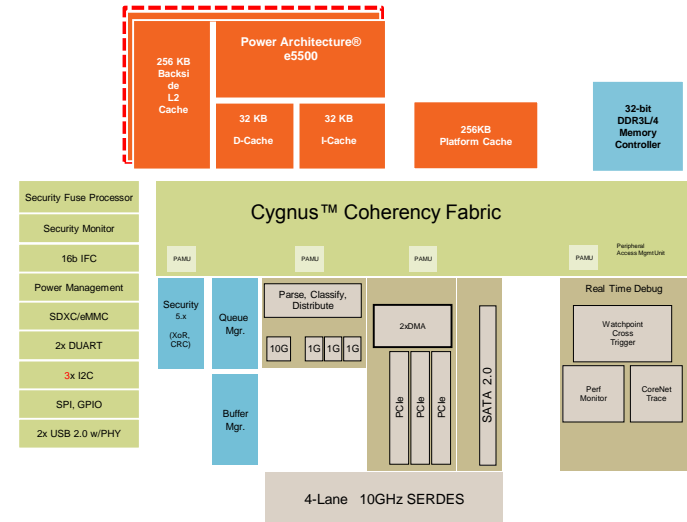 Power Architecture®
e5500
256 KB
Backsi
de
L2
Cache
32 KB
D-Cache
32 KB
I-Cache
256KB
Platform Cache
32-bit
DDR3L/4
Memory
Controller
Security Fuse Processor
Security Monitor
16b IFC
Power Management
SDXC/eMMC
2x DUART
3x I2C
SPI, GPIO
2x USB 2.0 w/PHY
Cygnus™ Coherency Fabric
PAMU
PAMU
PAMU
PAMU
Peripheral
Access Mgmt Unit
Security
5.x
(XoR,
CRC)
Queue
Mgr.
Buffer
Mgr.
Parse, Classify,
Distribute
10G
1G
1G
1G
2xDMA
PCIe
PCIe
PCIe
SATA 2.0
Real Time Debug
Watchpoint
Cross
Trigger
Perf
Monitor
CoreNet
Trace
4-Lane 10GHz SERDES